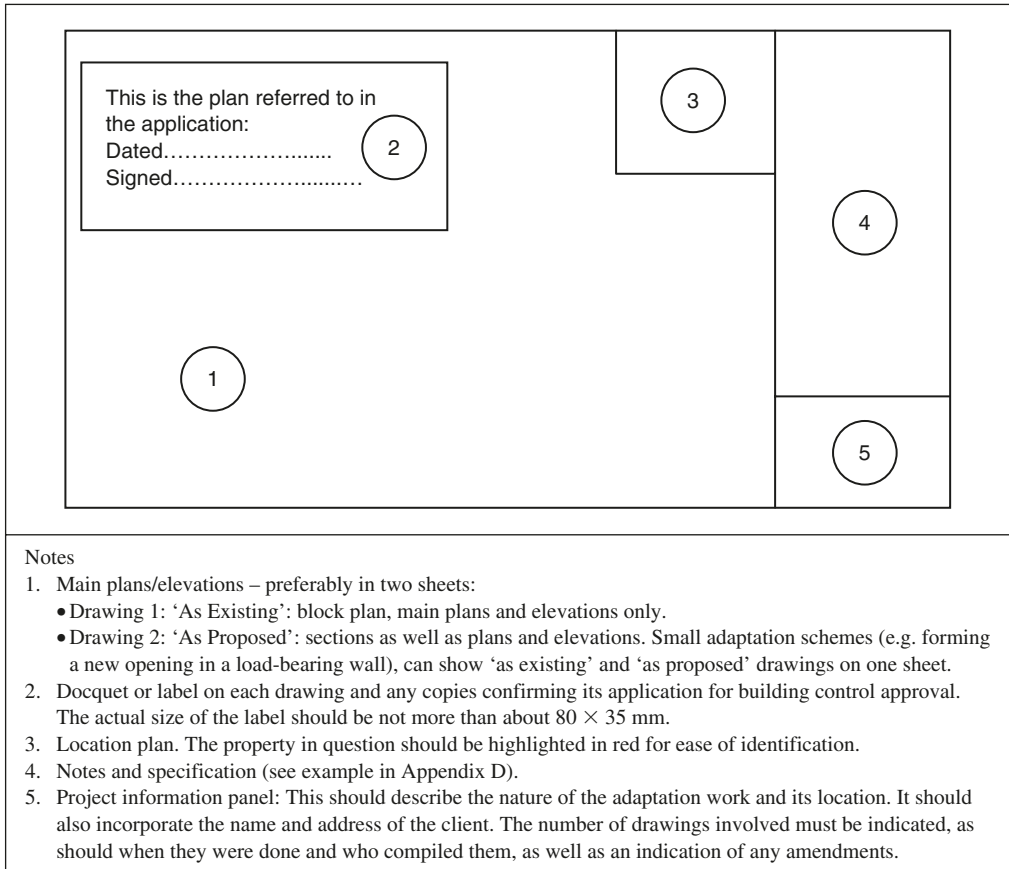 This is the plan referred to in
the application:
Dated……………….......
Signed………………........…
2
3
4
1
5
Notes
1. Main plans/elevations – preferably in two sheets:
• Drawing 1: ‘As Existing’: block plan, main plans and elevations only.
• Drawing 2: ‘As Proposed’: sections as well as plans and elevations. Small adaptation schemes (e.g. forming
a new opening in a load-bearing wall), can show ‘as existing’ and ‘as proposed’ drawings on one sheet.
2. Docquet or label on each drawing and any copies confirming its application for building control approval.
The actual size of the label should be not more than about 80 × 35 mm.
3. Location plan. The property in question should be highlighted in red for ease of identification.
4. Notes and specification (see example in Appendix D).
5. Project information panel: This should describe the nature of the adaptation work and its location. It should
also incorporate the name and address of the client. The number of drawings involved must be indicated, as
should when they were done and who compiled them, as well as an indication of any amendments.